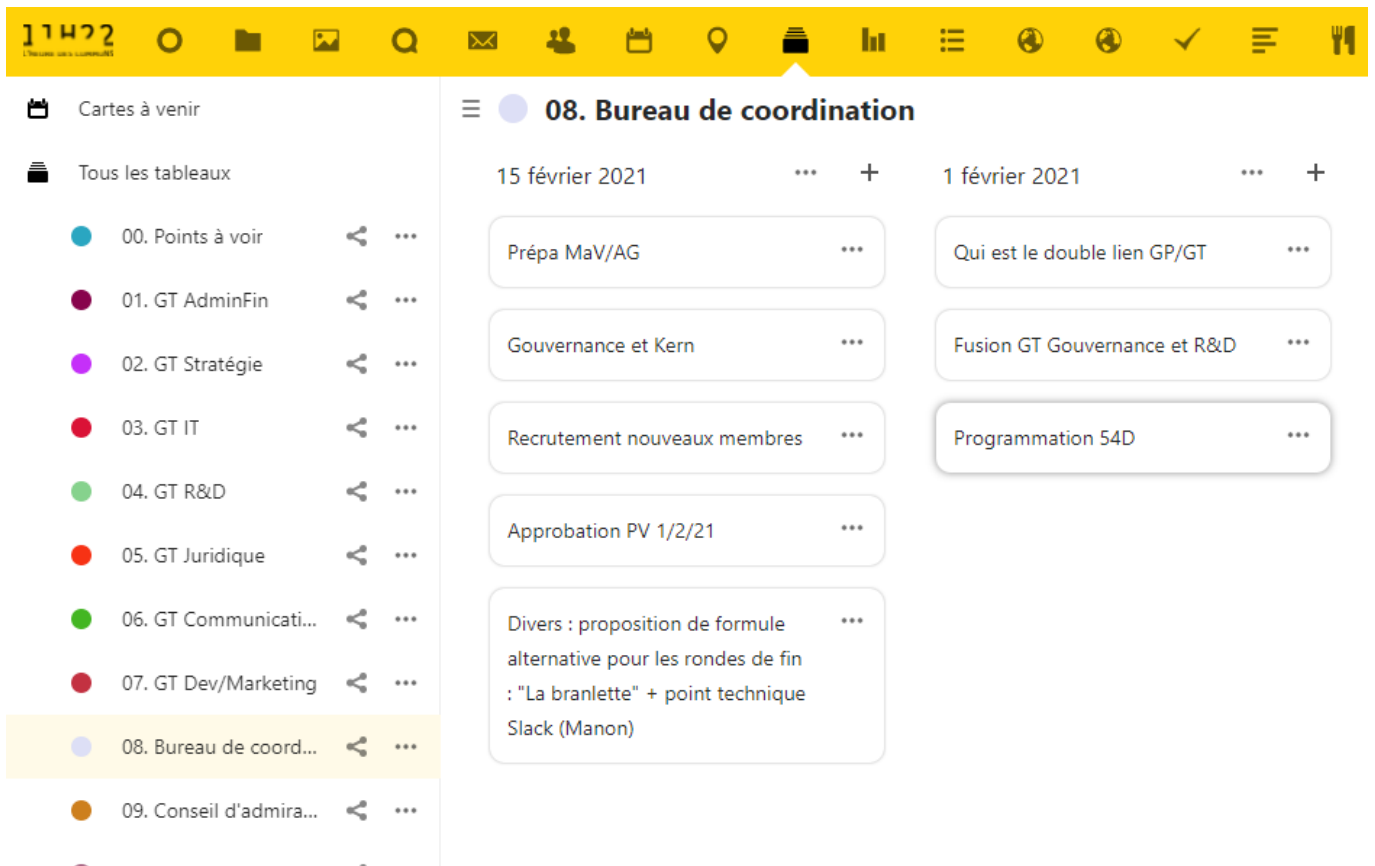 11H22
L'HEURE DES COMMUNS
Cartes à venir
Tous les tableaux
00. Points à voir
01. GT AdminFin
02. GT Stratégie
03. GT IT
04. GT R&D
05. GT Juridique
06. GT Communicati...
07. GT Dev/Marketing
08. Bureau de coord...
09. Conseil d'admira...
08. Bureau de coordination
15 février 2021
Prépa MaV/AG
Gouvernance et Kern
Recrutement nouveaux membres
Approbation PV 1/2/21
Divers : proposition de formule
alternative pour les rondes de fin
: "La branlette" + point technique
Slack (Manon)
1 février 2021
Qui est le double lien GP/GT
Fusion GT Gouvernance et R&D
Programmation 54D